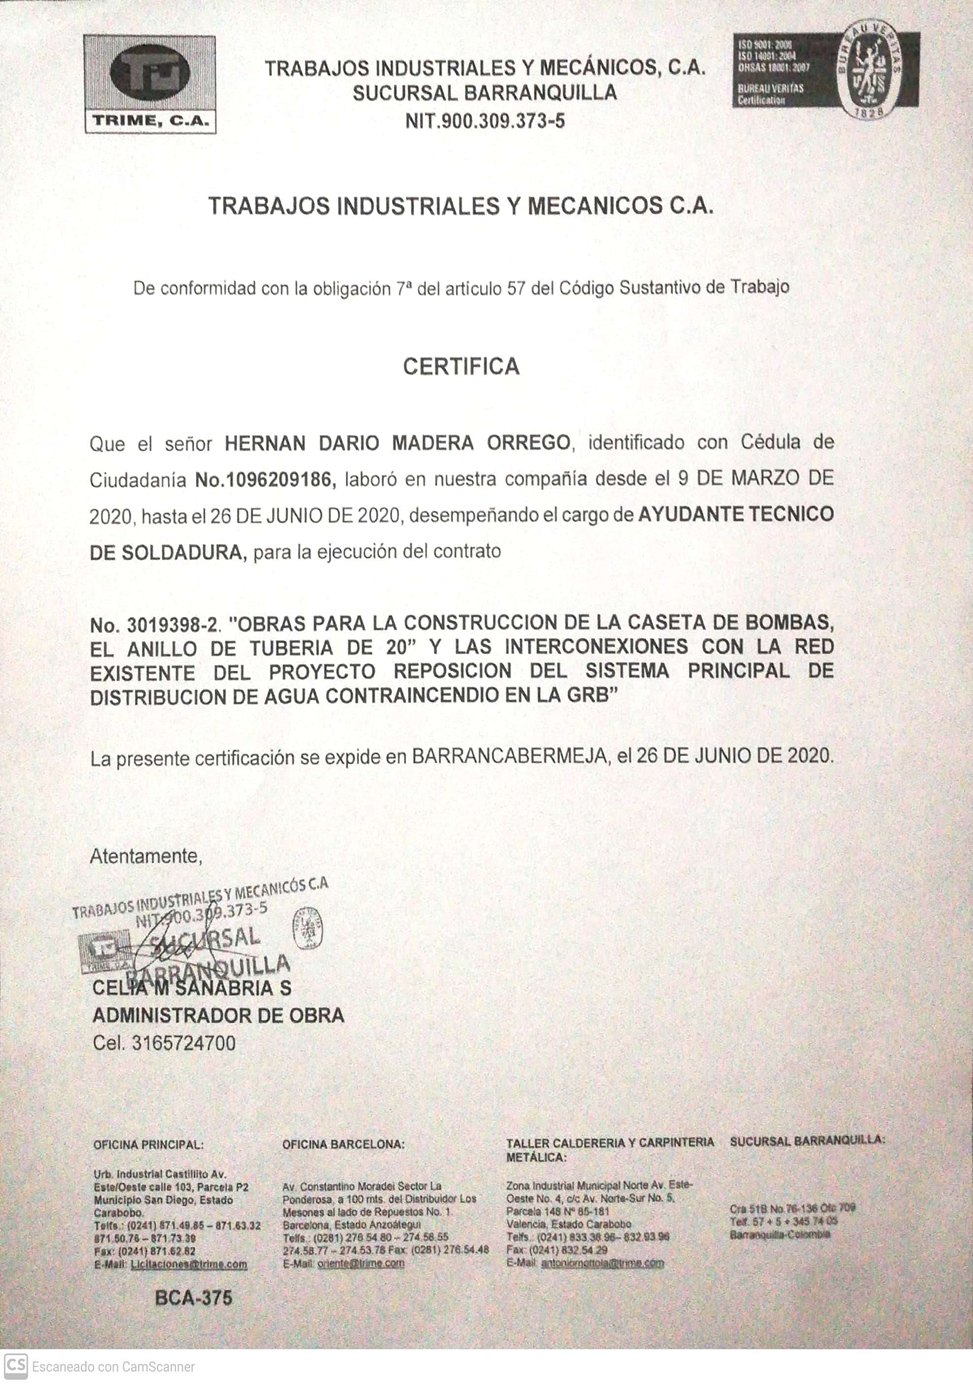 TRIME, C.A.
TRABAJOS INDUSTRIALES Y MECÁNICOS, C.A.
SUCURSAL BARRANQUILLA
NIT.900.309.373-5
ISO 9001: 2008
ISO 14001: 2004
OHSAS 18001: 2007
BUREAU VERITAS
Certification
BUREAU VERITAS
1828
TRABAJOS INDUSTRIALES Y MECANICOS C.A.
De conformidad con la obligación 7ª del articulo 57 del Código Sustantivo de Trabajo
CERTIFICA
Que el señor HERNAN DARIO MADERA ORREGO, identificado con Cédula de
Ciudadanía No.1096209186, laboró en nuestra compañía desde el 9 DE MARZO DE
2020, hasta el 26 DE JUNIO DE 2020, desempeñando el cargo de AYUDANTE TECNICO
DE SOLDADURA, para la ejecución del contrato
No. 3019398-2. "OBRAS PARA LA CONSTRUCCION DE LA CASETA DE BOMBAS,
EL ANILLO DE TUBERIA DE 20” Y LAS INTERCONEXIONES CON LA RED
EXISTENTE DEL PROYECTO REPOSICION DEL SISTEMA PRINCIPAL DE
DISTRIBUCION DE AGUA CONTRAINCENDIO EN LA GRB”
La presente certificación se expide en BARRANCABERMEJA, el 26 DE JUNIO DE 2020.
Atentamente,
TRABAJOS INDUSTRIALES Y MECANICÓS C.A
NIT.900.309.373-5
SUCURSAL
TRIME, C.A.
BARRANQUILLA
CELIA M SANABRIA S
ADMINISTRADOR DE OBRA
Cel. 3165724700
OFICINA PRINCIPAL:
Urb. Industrial Castillito Av.
Este/Oeste calle 103, Parcela P2
Municipio San Diego, Estado
Carabobo.
Telfs.: (0241) 871.49.85 – 871.63.32
871.50.76 – 871.73.39
Fax: (0241) 871.62.82
E-Mail: Licitaciones@trime.com
BCA-375
OFICINA BARCELONA:
Av. Constantino Moradei Sector La
Ponderosa, a 100 mts. del Distribuidor Los
Mesones al lado de Repuestos No. 1.
Barcelona, Estado Anzoátegui
Telfs.: (0281) 276.54.80 – 274.58.55
274.58.77 – 274.53.78 Fax: (0281) 276.54.48
E-Mail: oriente@trime.com
TALLER CALDERERIA Y CARPINTERIA
METÁLICA:
Zona Industrial Municipal Norte Av. Este-
Oeste No. 4, c/c Av. Norte-Sur No. 5,
Parcela 148 Nº 85-181
Valencia, Estado Carabobo
Telfs.: (0241) 833.38.96– 832.93.96
Fax: (0241) 832.54.29
E-Mail: antoniomottola@trime.com
SUCURSAL BARRANQUILLA:
Cra 51B No.76-136 Ofc 709
Telf. 57 + 5 + 345 74 05
Barranquilla-Colombia
CS Escaneado con CamScanner